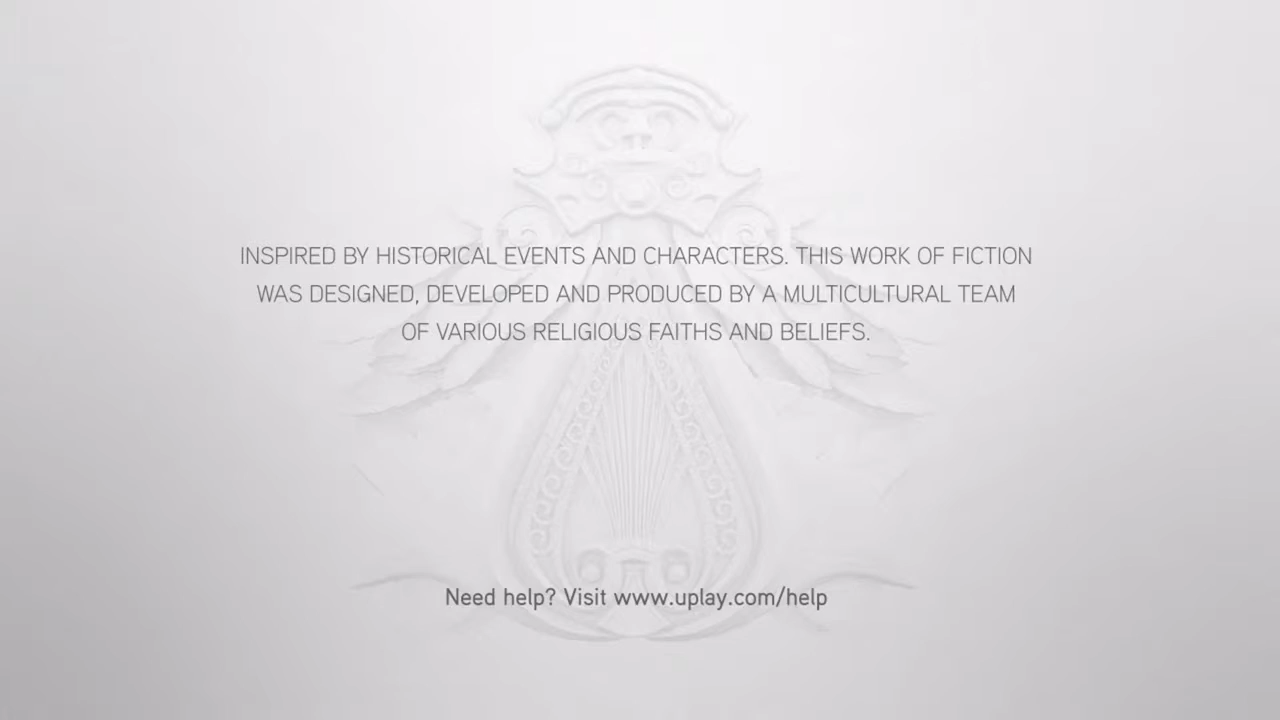 INSPIRED BY HISTORICAL EVENTS AND CHARACTERS. THIS WORK OF FICTION
WAS DESIGNED, DEVELOPED AND PRODUCED BY A MULTICULTURAL TEAM
OF VARIOUS RELIGIOUS FAITHS AND BELIEFS.
Need help? Visit www.uplay.com/help